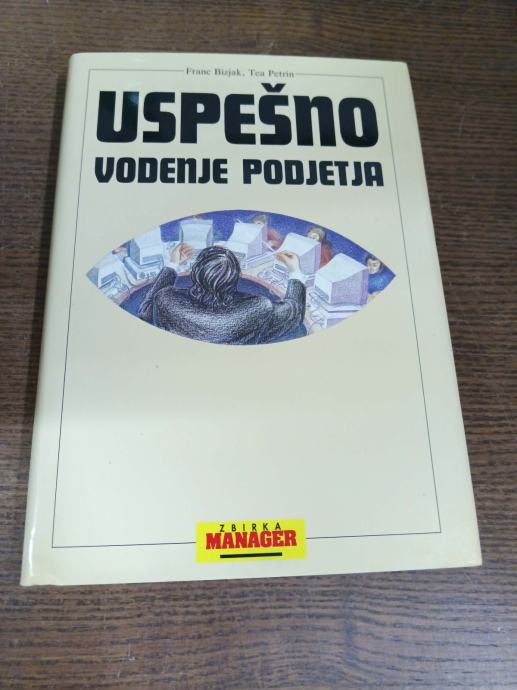 Franc Bizjak, Tea Petrin
USPEŠNO
VODENJE PODJETJA
ZBIRKA
MANAGER